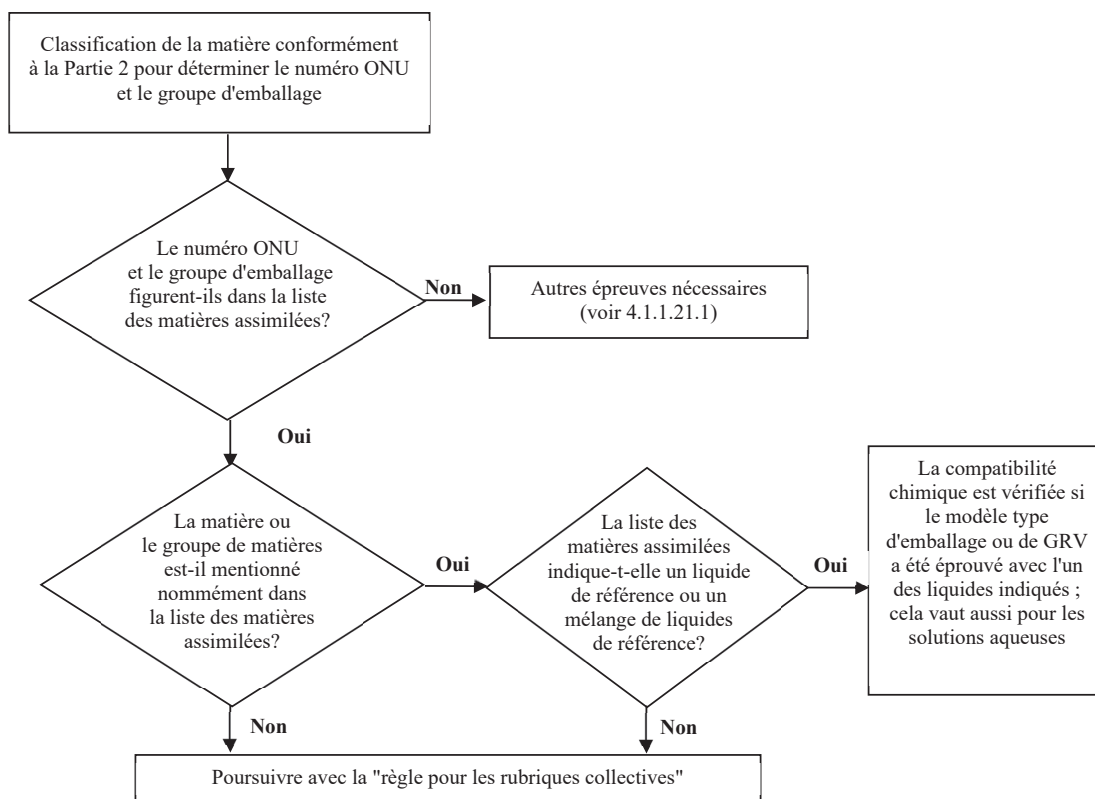 Classification de la matière conformément
à la Partie 2 pour déterminer le numéro ONU
et le groupe d'emballage
Le numéro ONU
et le groupe d'emballage
figurent-ils dans la liste
des matières assimilées?
Non
Autres épreuves nécessaires
(voir 4.1.1.21.1)
Oui
La matière ou
le groupe de matières
est-il mentionné
nommément dans
la liste des matières
assimilées?
Oui
La liste des
matières assimilées
indique-t-elle un liquide
de référence ou un
mélange de liquides
de référence?
Oui
La compatibilité
chimique est vérifiée si
le modèle type
d'emballage ou de GRV
a été éprouvé avec l'un
des liquides indiqués ;
cela vaut aussi pour les
solutions aqueuses
Non
Non
Poursuivre avec la "règle pour les rubriques collectives"